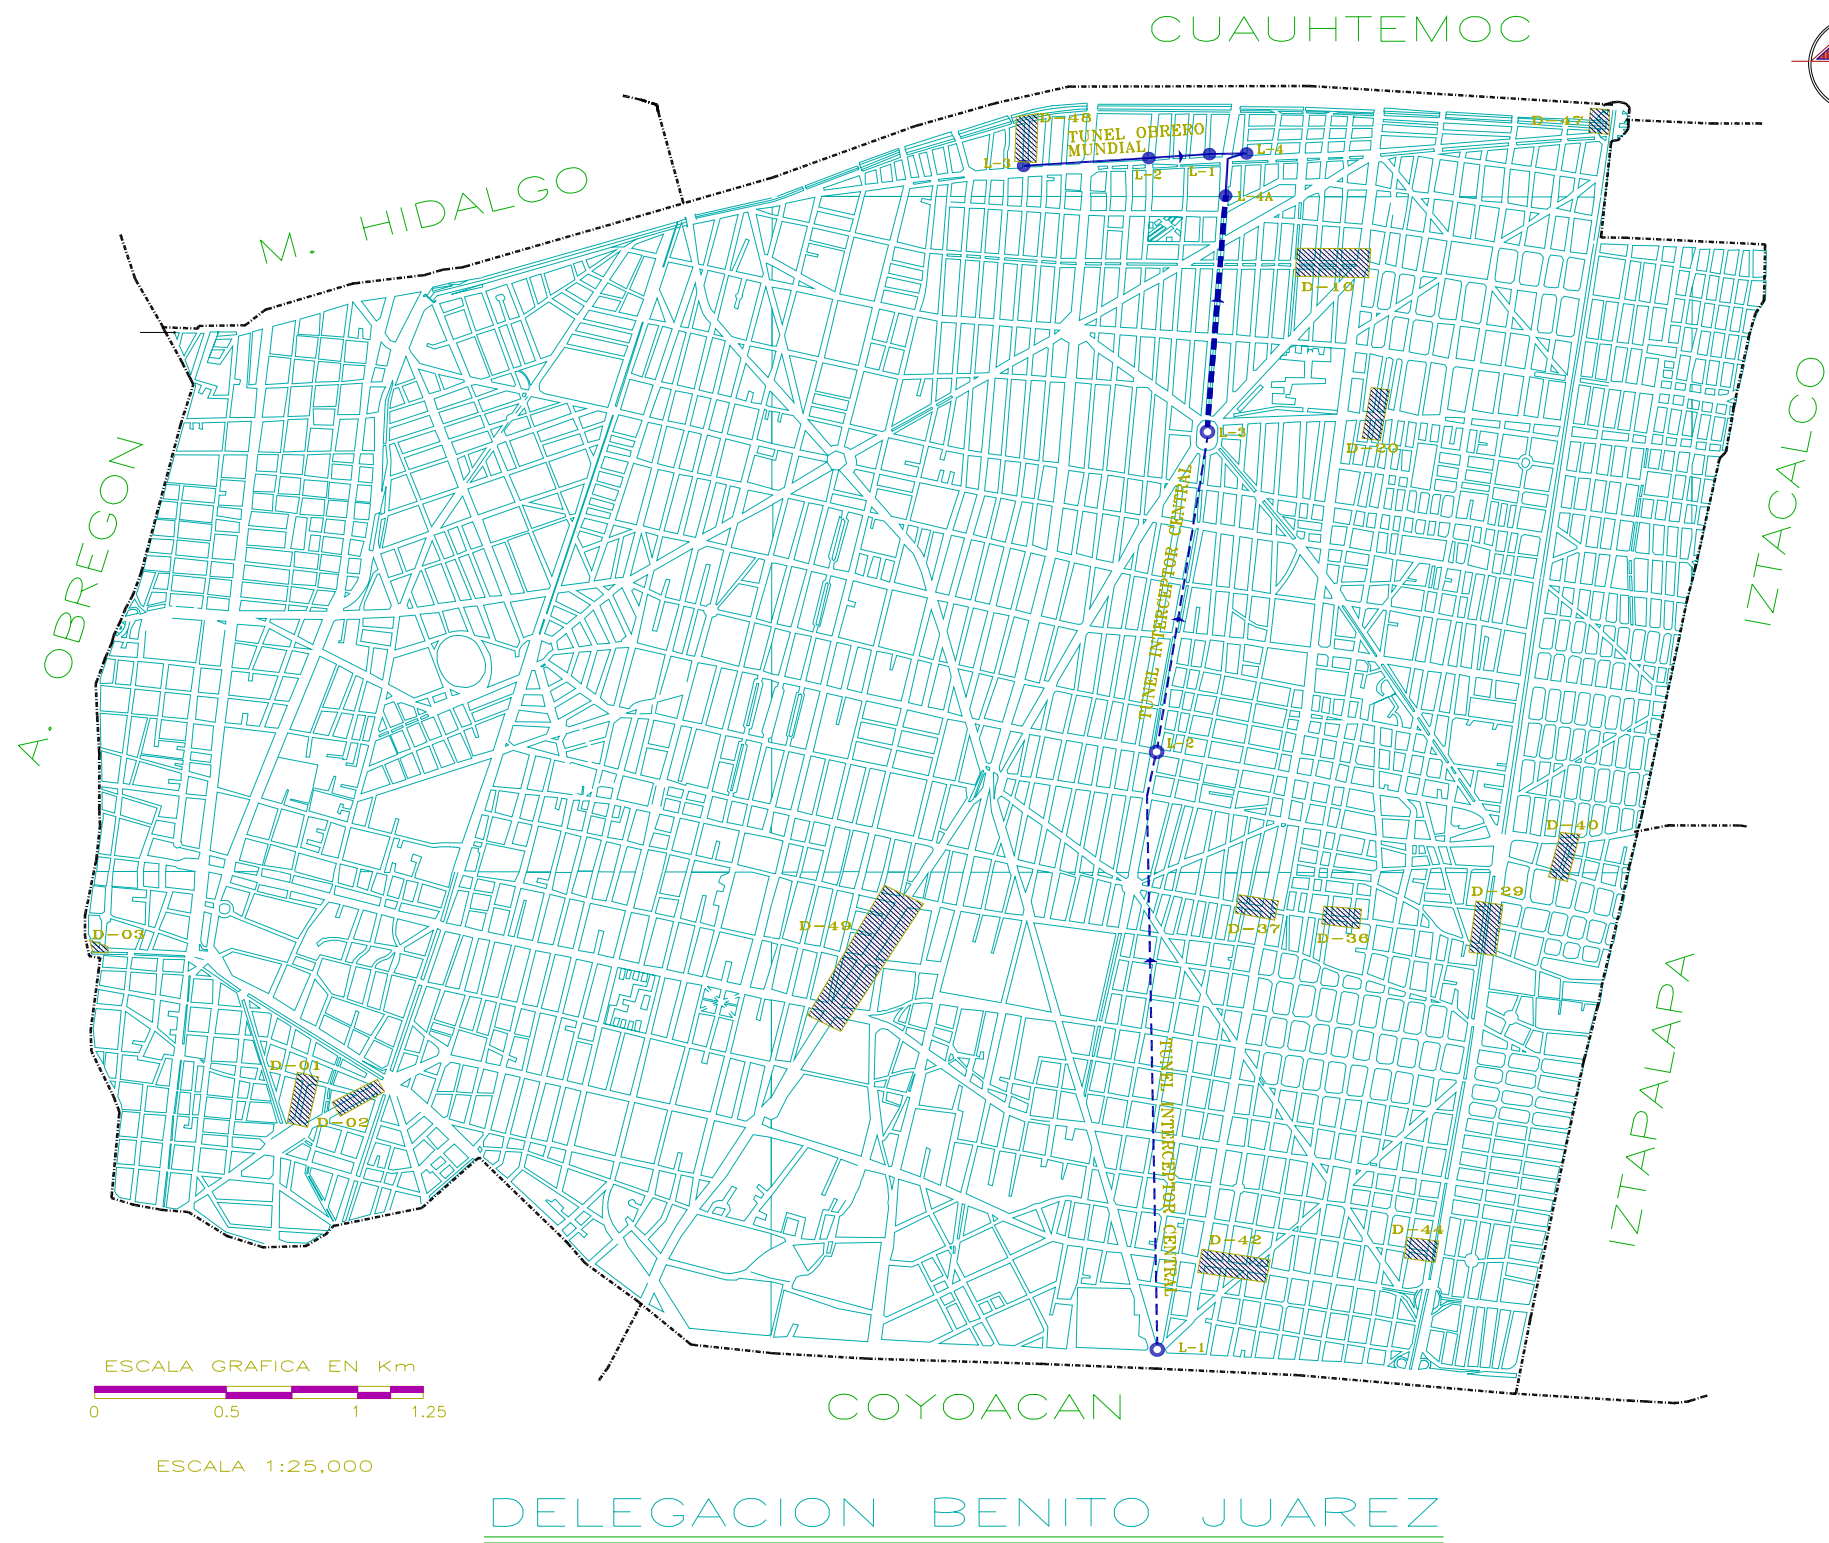 CUAUHTEMOC
D-48
D-47
TUNEL OBRERO
MUNDIAL
L-3
L-2
L-1
L-4
L-4A
M. HIDALGO
D-10
L-3
D-20
IZTACALCO
A. OBREGON
TUNEL INTERCEPTOR CENTRAL
L-2
D-40
D-29
D-03
D-49
D-37
D-36
IZTAPALAPA
D-01
D-02
TUNEL INTERCEPTOR CENTRAL
D-42
D-44
L-1
ESCALA GRAFICA EN Km
0 0.5 1 1.25
COYOACAN
ESCALA 1:25,000
DELEGACION BENITO JUAREZ